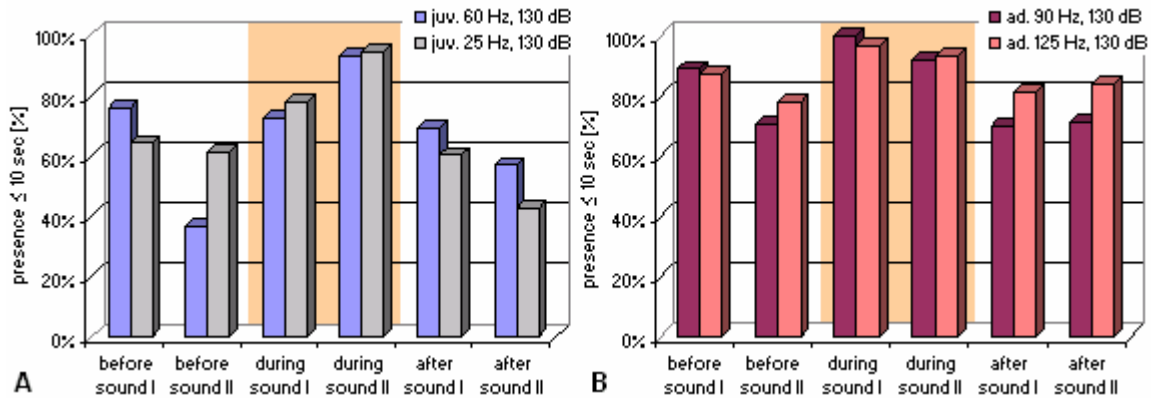 juv. 60 Hz, 130 dB
juv. 25 Hz, 130 dB
presence ≤ 10 sec [%]
100%
80%
60%
40%
20%
0%
before sound I
before sound II
during sound I
during sound II
after sound I
after sound II
A
ad. 90 Hz, 130 dB
ad. 125 Hz, 130 dB
presence ≤ 10 sec [%]
100%
80%
60%
40%
20%
0%
before sound I
before sound II
during sound I
during sound II
after sound I
after sound II
B